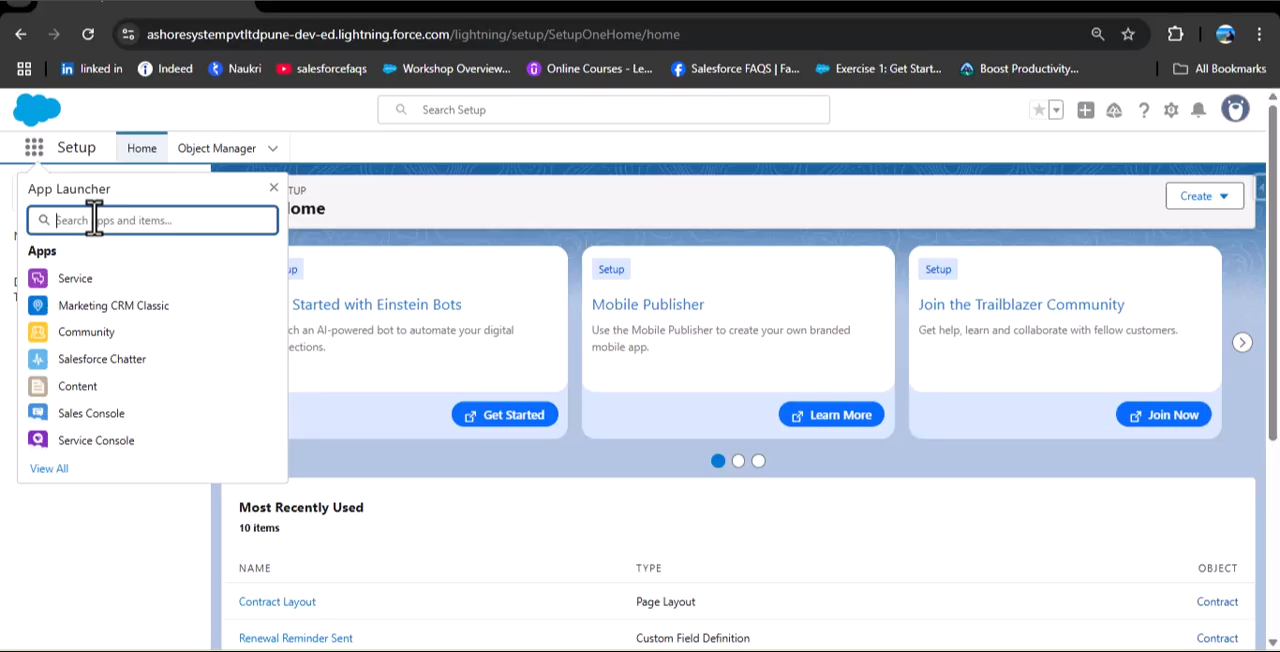 ashoresystempvtltdpune-dev-ed.lightning.force.com/lightning/setup/SetupOneHome/home
linked in Indeed Naukri salesforcefaqs Workshop Overview... Online Courses - Le... Salesforce FAQS | Fa... Exercise 1: Get Start... Boost Productivity... All Bookmarks
Search Setup
Setup Home Object Manager
App Launcher
Search apps and items...
Apps
Service
Marketing CRM Classic
Community
Salesforce Chatter
Content
Sales Console
Service Console
View All
Create
Started with Einstein Bots
an AI-powered bot to automate your digital
Get Started
Setup
Mobile Publisher
Use the Mobile Publisher to create your own branded
mobile app.
Learn More
Setup
Join the Trailblazer Community
Get help, learn and collaborate with fellow customers.
Join Now
Most Recently Used
10 items
NAME TYPE OBJECT
Contract Layout Page Layout Contract
Renewal Reminder Sent Custom Field Definition Contract